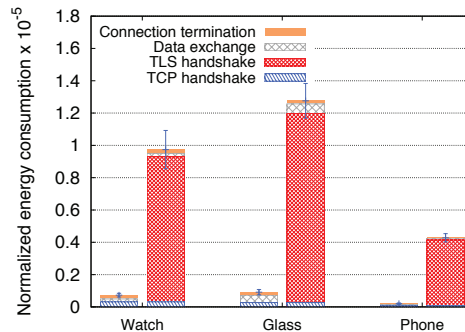 Normalized energy consumption x 10^-5
1.8
1.6
1.4
1.2
1
0.8
0.6
0.4
0.2
0
Connection termination
Data exchange
TLS handshake
TCP handshake
Watch Glass Phone